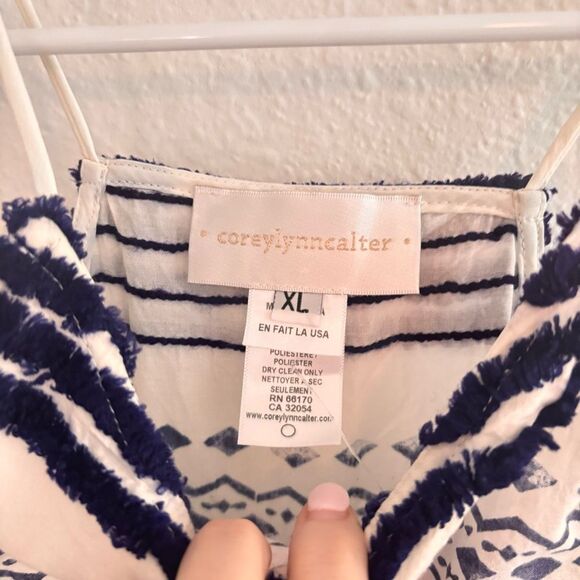 • coreylynncalter •
XL
EN FAIT LA USA
POLIESTERE /
POLIESTER
DRY CLEAN ONLY
NETTOYER A SEC
SEULEMENT
RN 66170
CA 32054
www.coreylynncalter.com